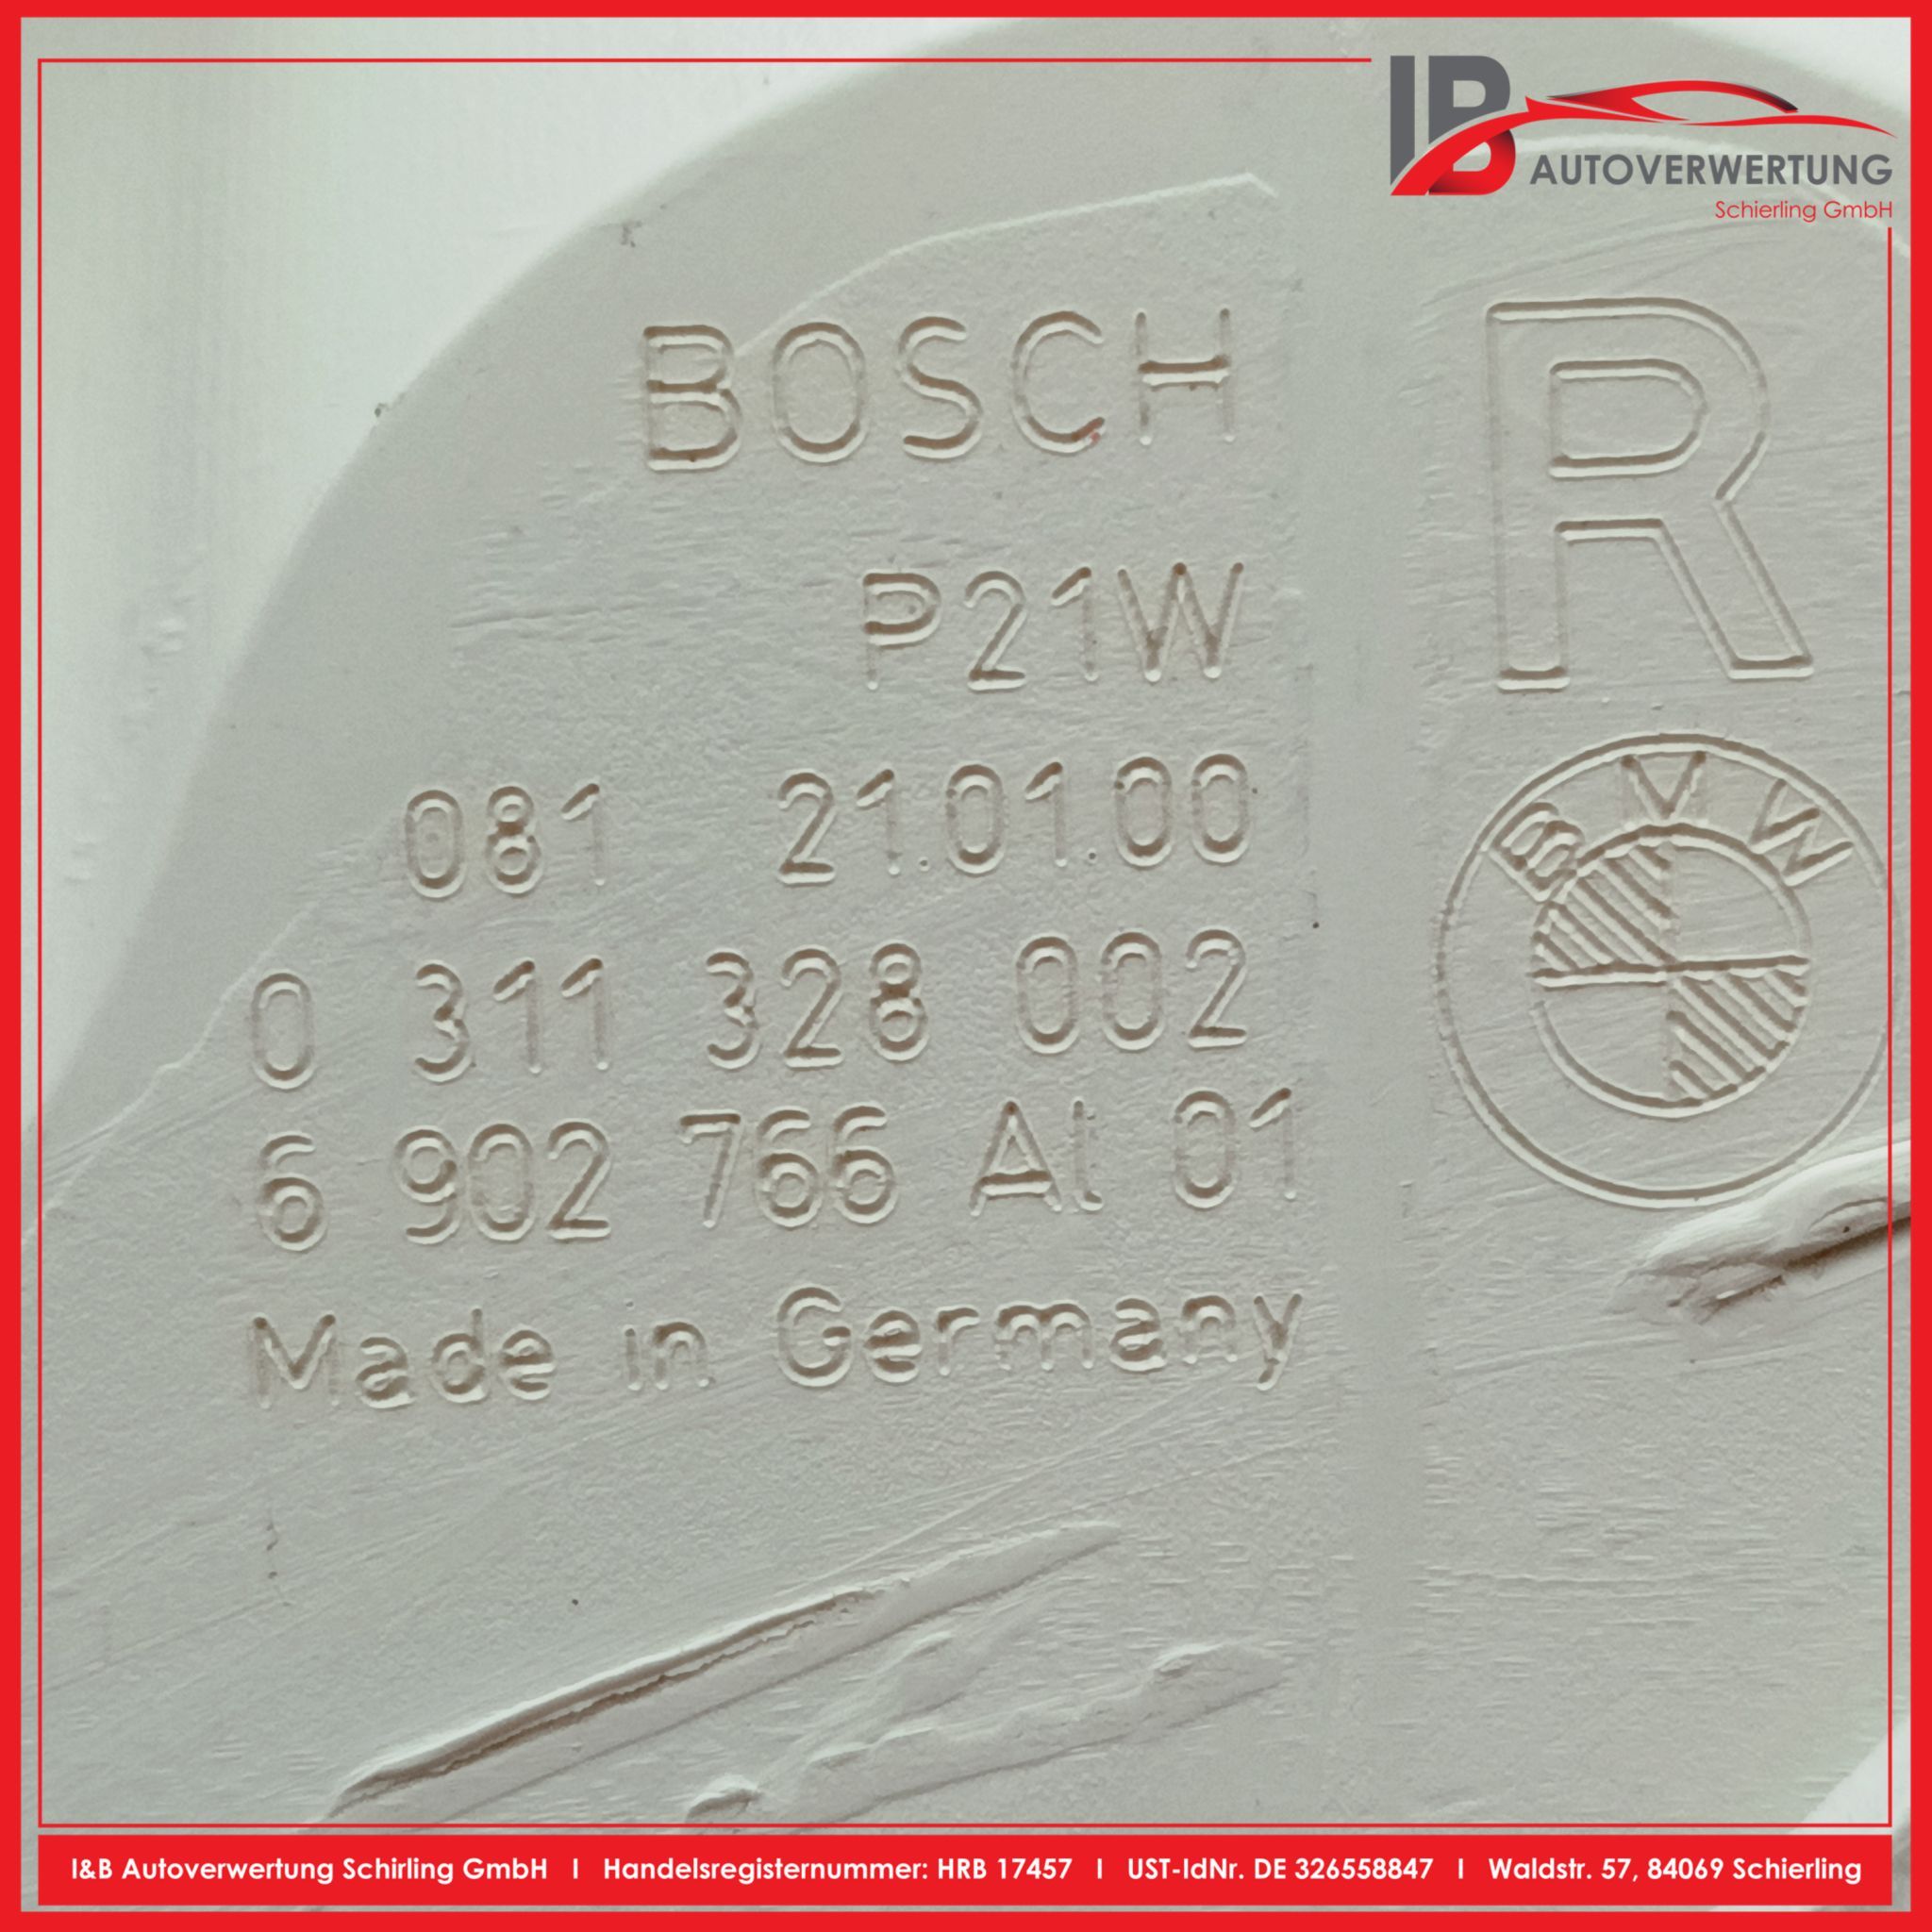 IB AUTOVERWERTUNG
Schierling GmbH
BOSCH
R
P21W
081 21.01.00
BMW
0 311 328 002
6 902 766 AI 01
Made in Germany
I&B Autoverwertung Schirling GmbH I Handelsregisternummer: HRB 17457 I UST-IdNr. DE 326558847 I Waldstr. 57, 84069 Schierling